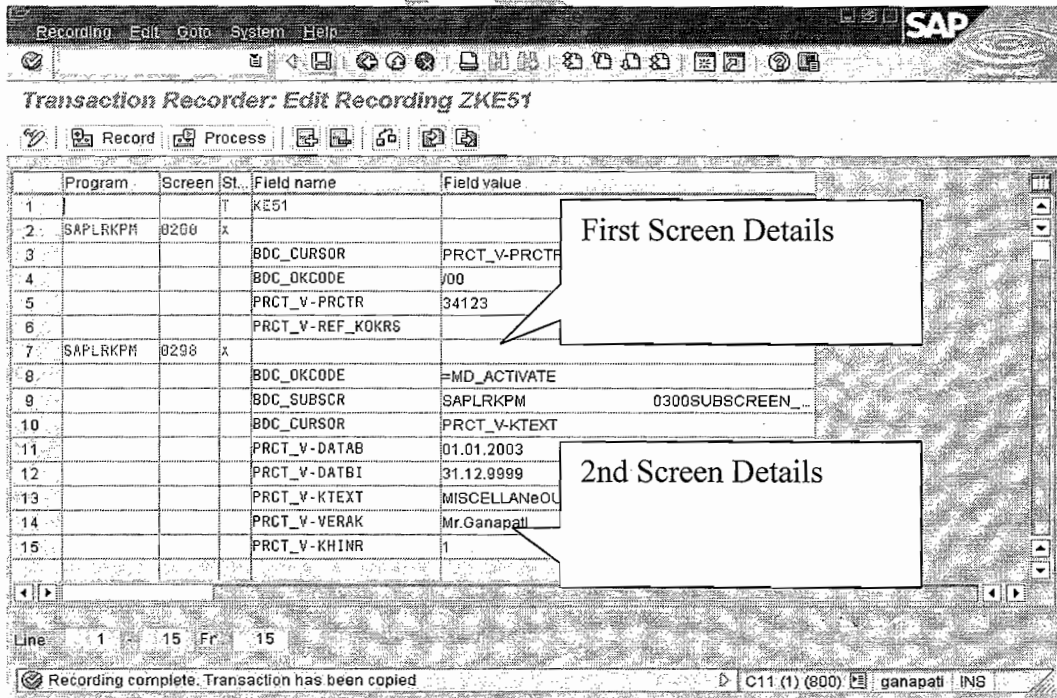 Recording Edit Goto System Help
SAP
Transaction Recorder: Edit Recording ZKE51
Record Process
Program Screen St... Field name Field value
1 T KE51
2 SAPLRKPM 0200 X
3 BDC_CURSOR PRCT_V-PRCTR
4 BDC_OKCODE /00
5 PRCT_V-PRCTR 34123
6 PRCT_V-REF_KOKRS
7 SAPLRKPM 0298 X
8 BDC_OKCODE =MD_ACTIVATE
9 BDC_SUBSCR SAPLRKPM 0300SUBSCREEN_...
10 BDC_CURSOR PRCT_V-KTEXT
11 PRCT_V-DATAB 01.01.2003
12 PRCT_V-DATBI 31.12.9999
13 PRCT_V-KTEXT MISCELLANeOU
14 PRCT_V-VERAK Mr.Ganapati
15 PRCT_V-KHINR 1
First Screen Details
2nd Screen Details
Line 1 - 15 Fr 15
Recording complete. Transaction has been copied
C11 (1) (800) ganapati INS